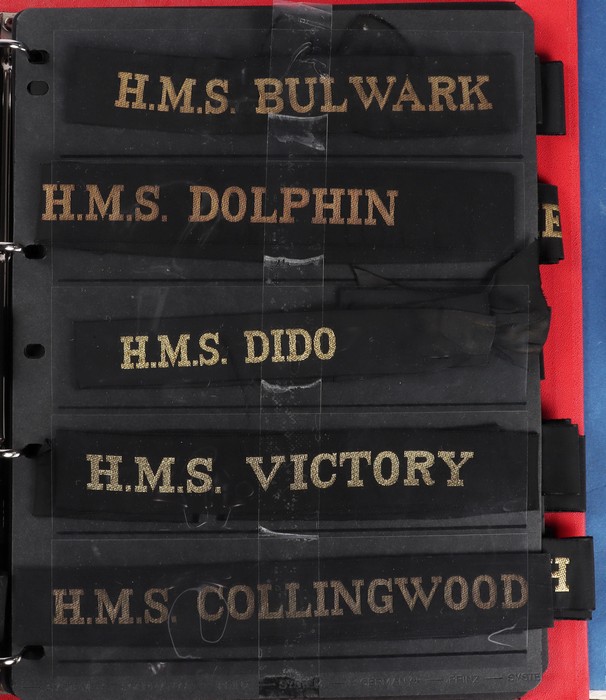 H.M.S. BULWARK
H.M.S. DOLPHIN
E
H.M.S. DIDO
H.M.S. VICTORY
H
H.M.S. COLLINGWOOD